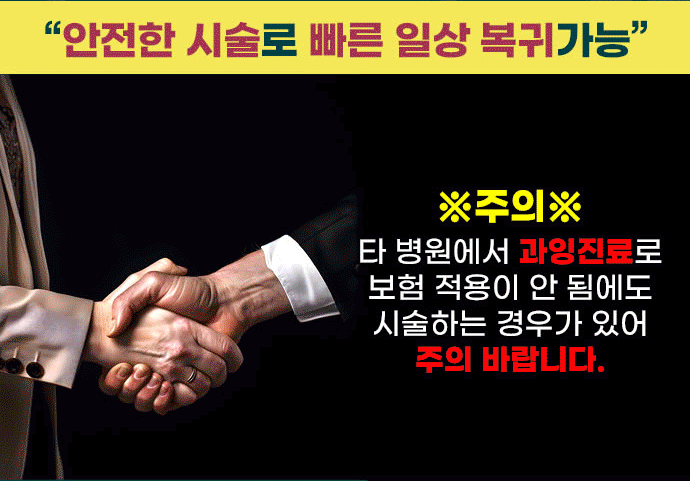 “안전한 시술로 빠른 일상 복귀가능”
※주의※
타 병원에서 과잉진료로
보험 적용이 안 됨에도
시술하는 경우가 있어
주의 바랍니다.